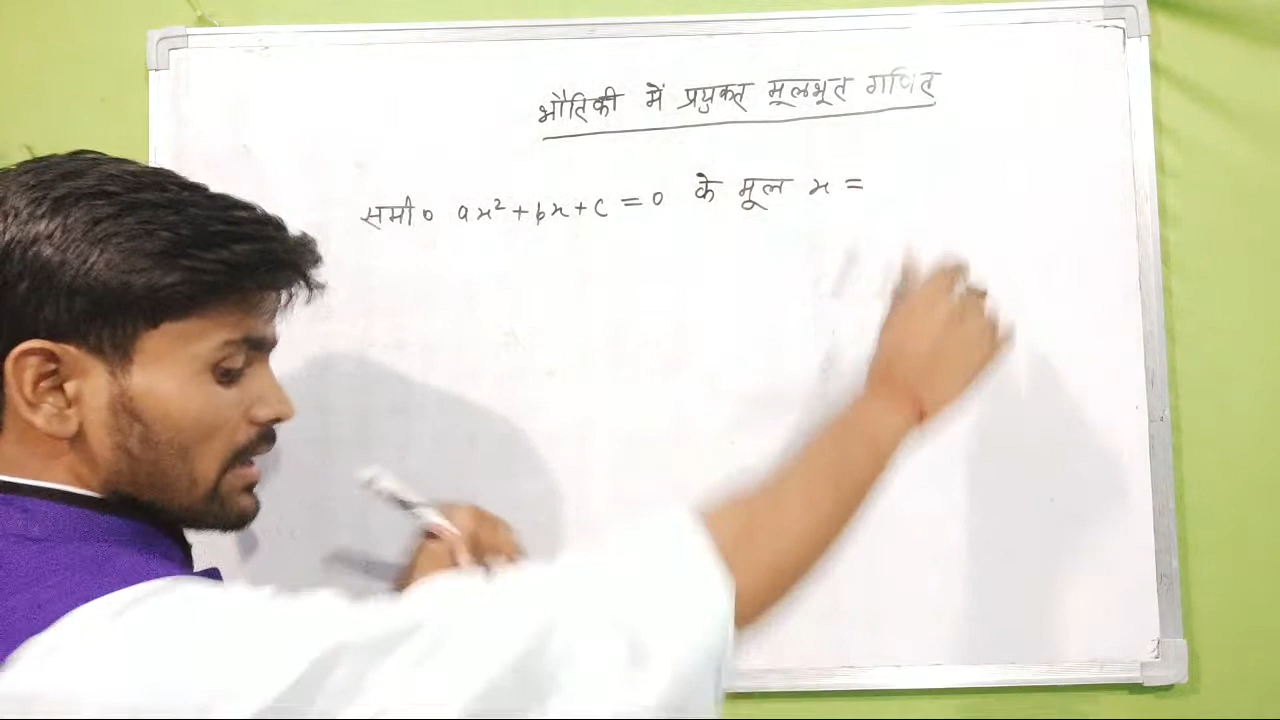 भौतिकी में प्रयुक्त मूलभूत गणित
समी० ax²+bx+c=0 के मूल x =